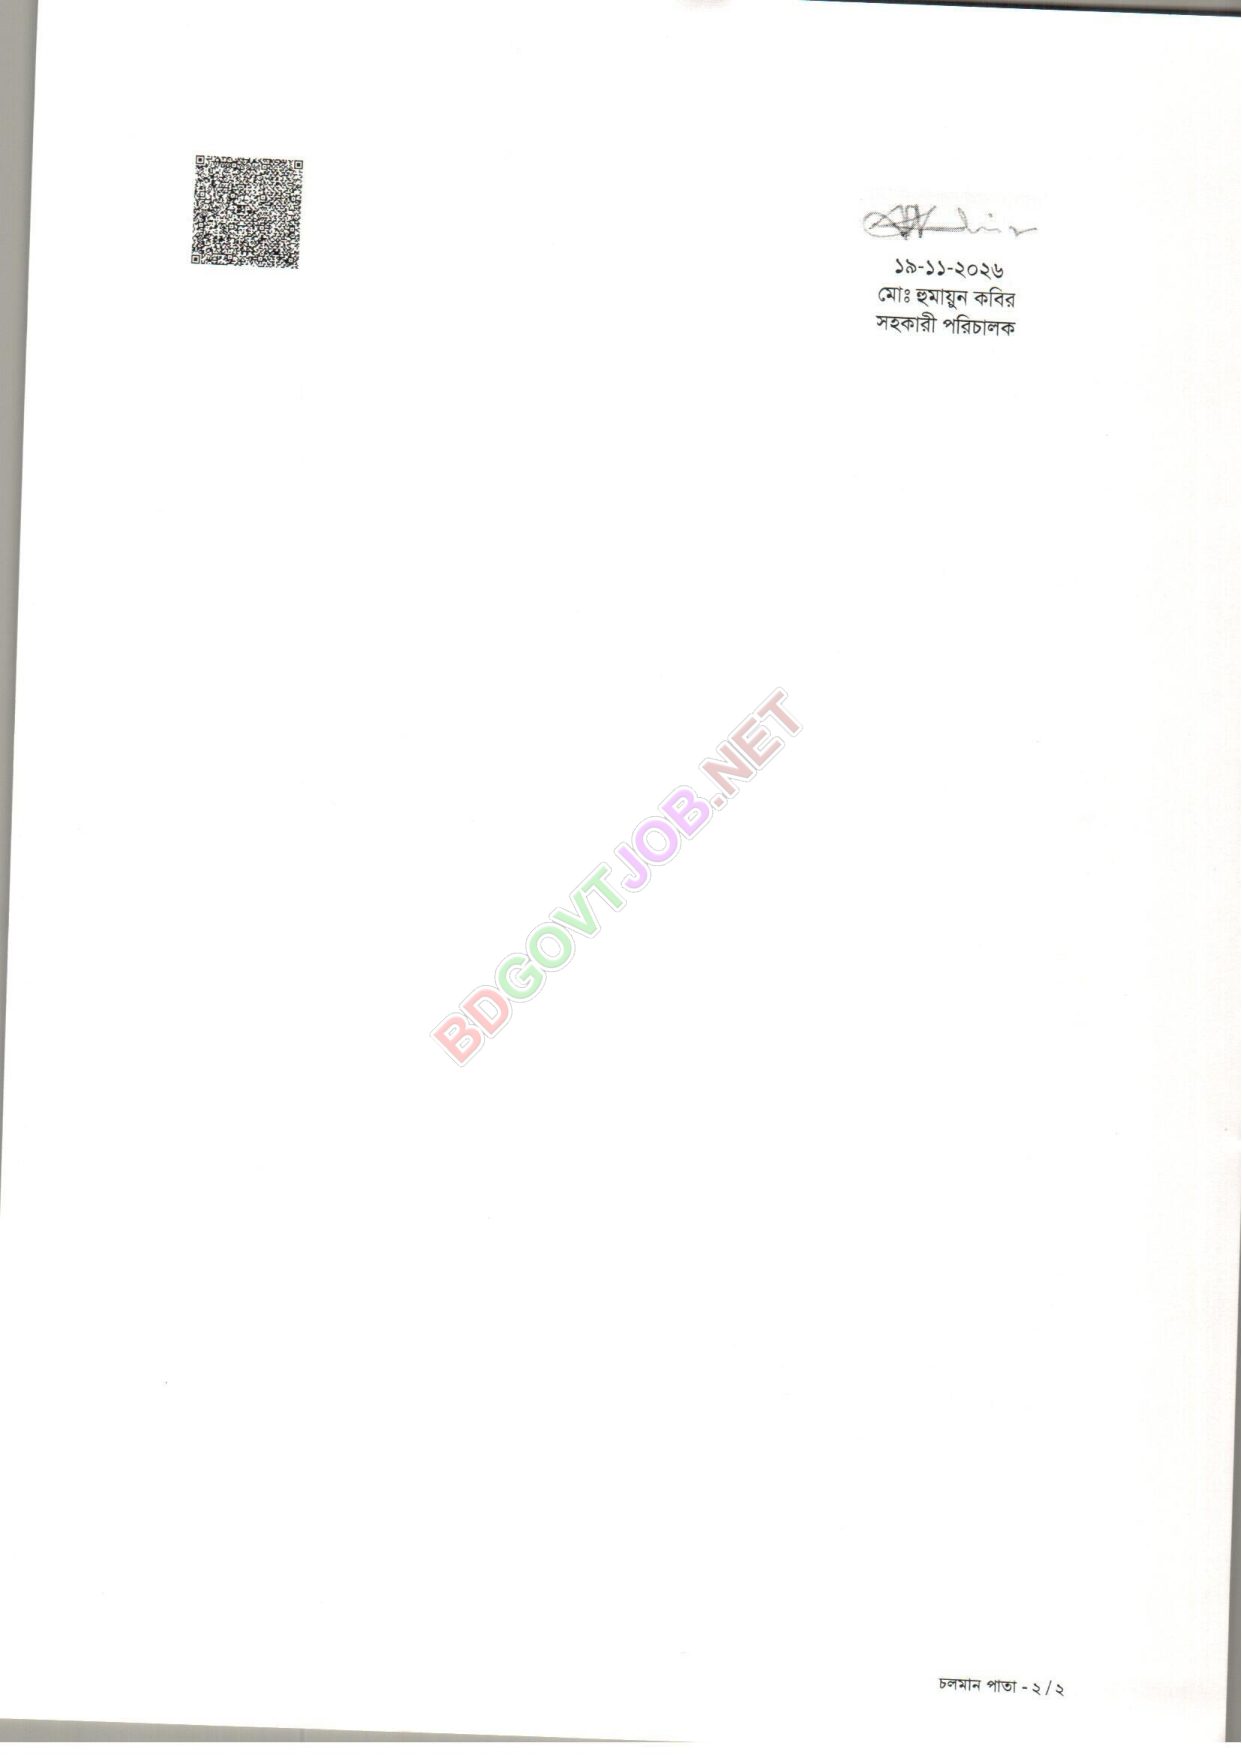 ১৯-১১-২০২৬
মোঃ হুমায়ুন কবির
সহকারী পরিচালক
BDGOVTJOB.NET
চলমান পাতা - ২ / ২